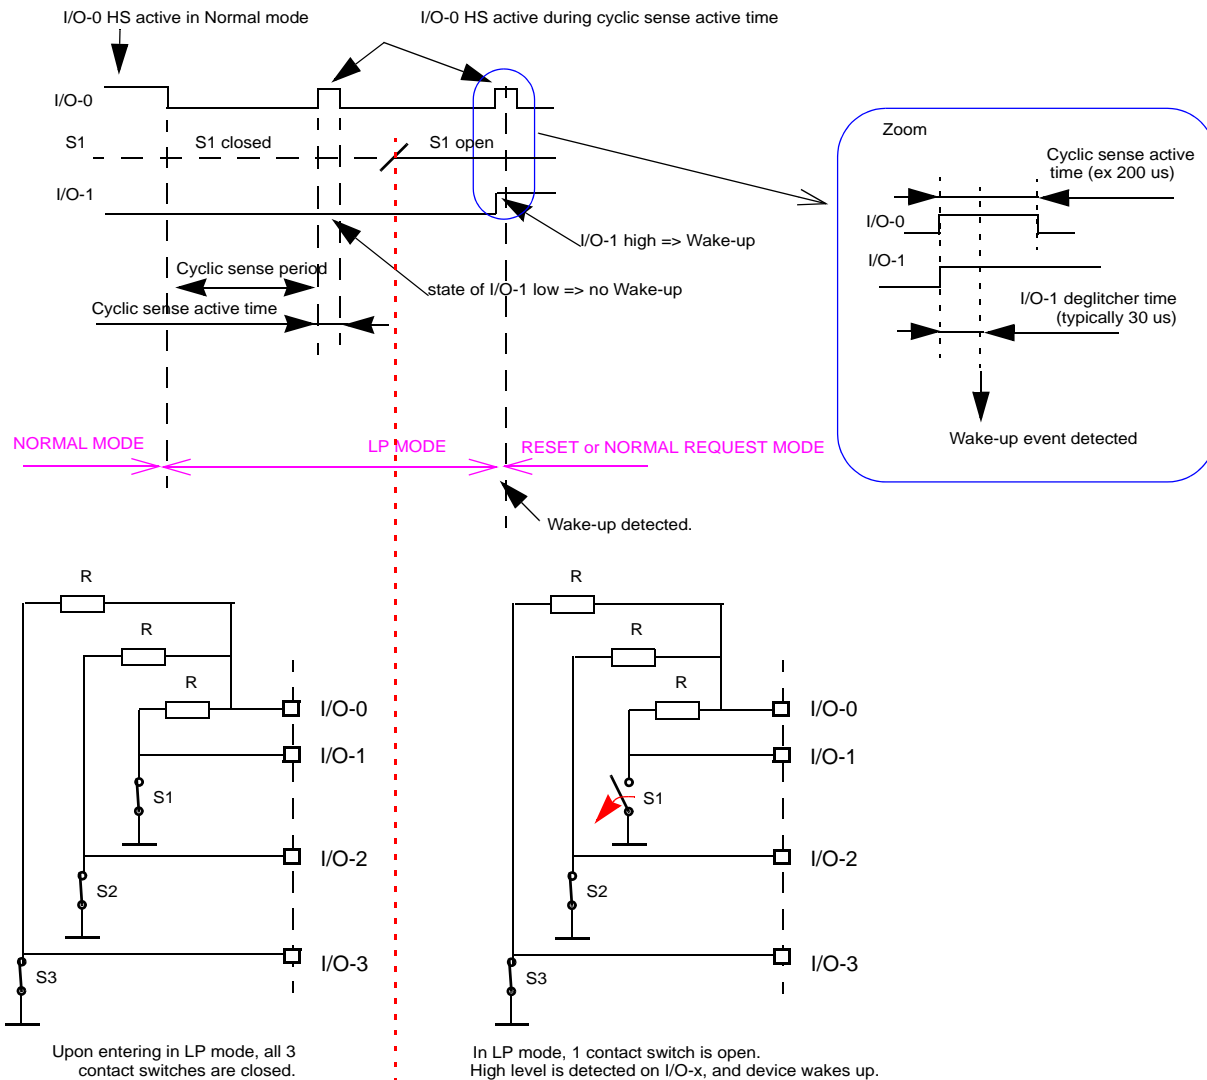 I/O-0 HS active in Normal mode
I/O-0 HS active during cyclic sense active time
I/O-0
S1
S1 closed
S1 open
I/O-1
I/O-1 high => Wake-up
Cyclic sense period
state of I/O-1 low => no Wake-up
Cyclic sense active time
Zoom
Cyclic sense active
time (ex 200 us)
I/O-0
I/O-1
I/O-1 deglitcher time
(typically 30 us)
Wake-up event detected
NORMAL MODE
LP MODE
RESET or NORMAL REQUEST MODE
Wake-up detected.
R
R
R
I/O-0
I/O-1
S1
I/O-2
S2
I/O-3
S3
Upon entering in LP mode, all 3
contact switches are closed.
R
R
R
I/O-0
I/O-1
S1
I/O-2
S2
I/O-3
S3
In LP mode, 1 contact switch is open.
High level is detected on I/O-x, and device wakes up.